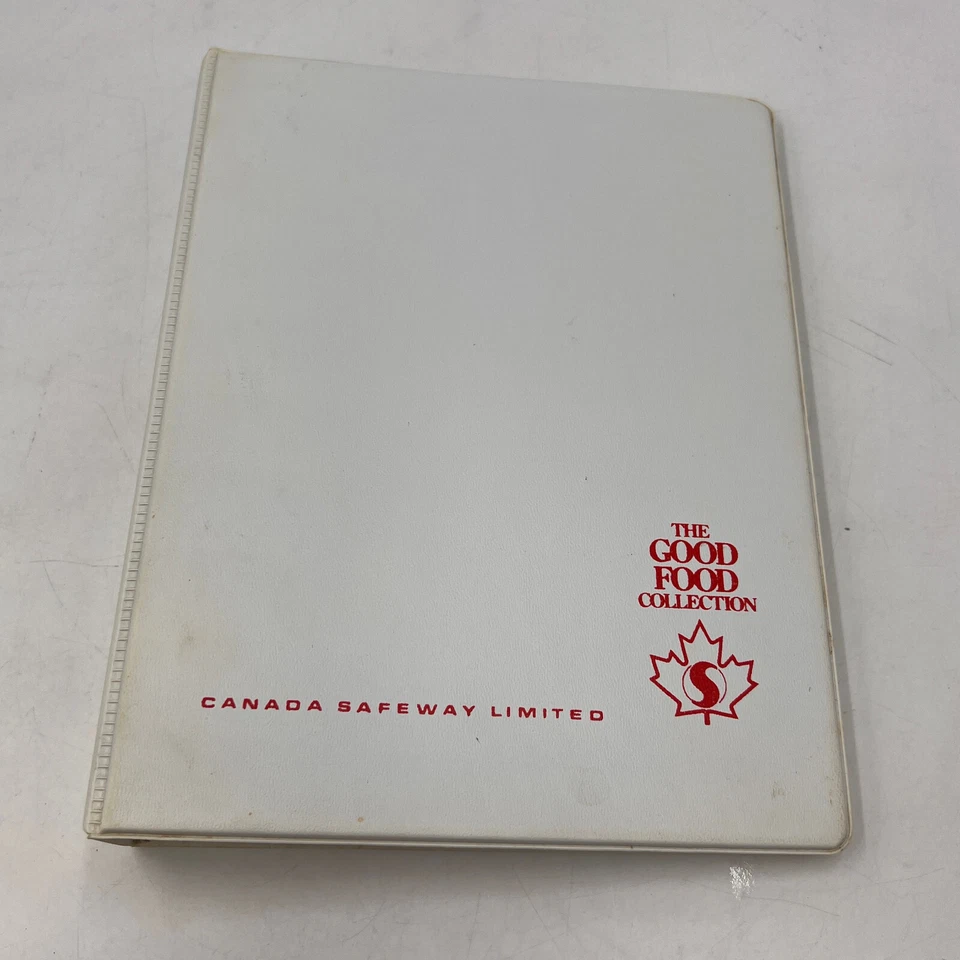 THE
GOOD
FOOD
COLLECTION
S
CANADA SAFEWAY LIMITED